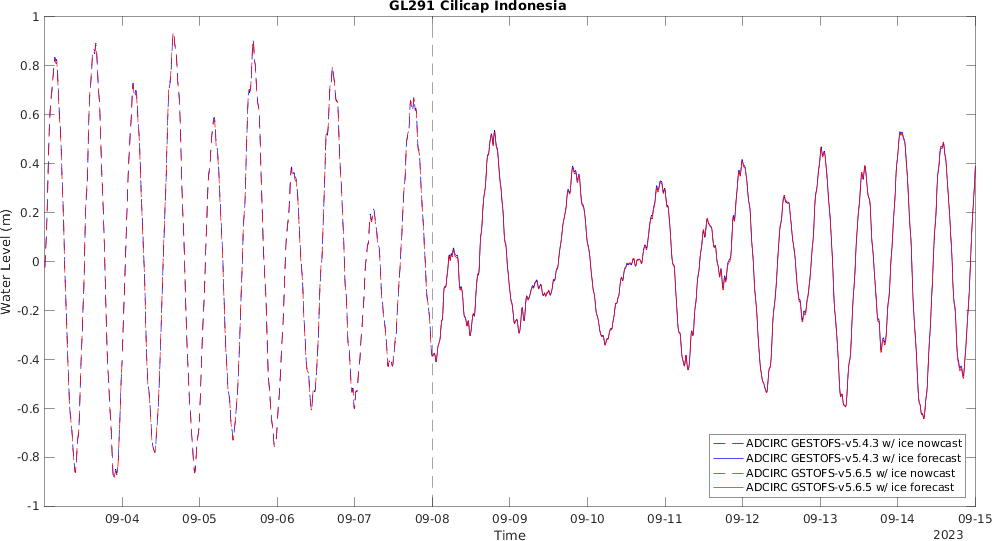 GL291 Cilicap Indonesia
1
0.8
0.6
0.4
0.2
0
-0.2
-0.4
-0.6
-0.8
-1
Water Level (m)
09-04 09-05 09-06 09-07 09-08 09-09 09-10 09-11 09-12 09-13 09-14 09-15
Time
2023
ADCIRC GESTOFS-v5.4.3 w/ ice nowcast
ADCIRC GESTOFS-v5.4.3 w/ ice forecast
ADCIRC GSTOFS-v5.6.5 w/ ice nowcast
ADCIRC GSTOFS-v5.6.5 w/ ice forecast